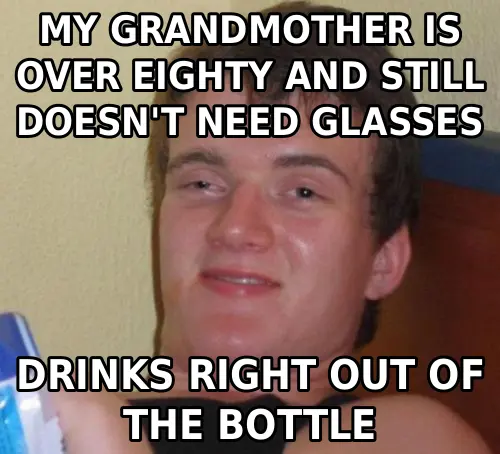 MY GRANDMOTHER IS
OVER EIGHTY AND STILL
DOESN'T NEED GLASSES
DRINKS RIGHT OUT OF
THE BOTTLE